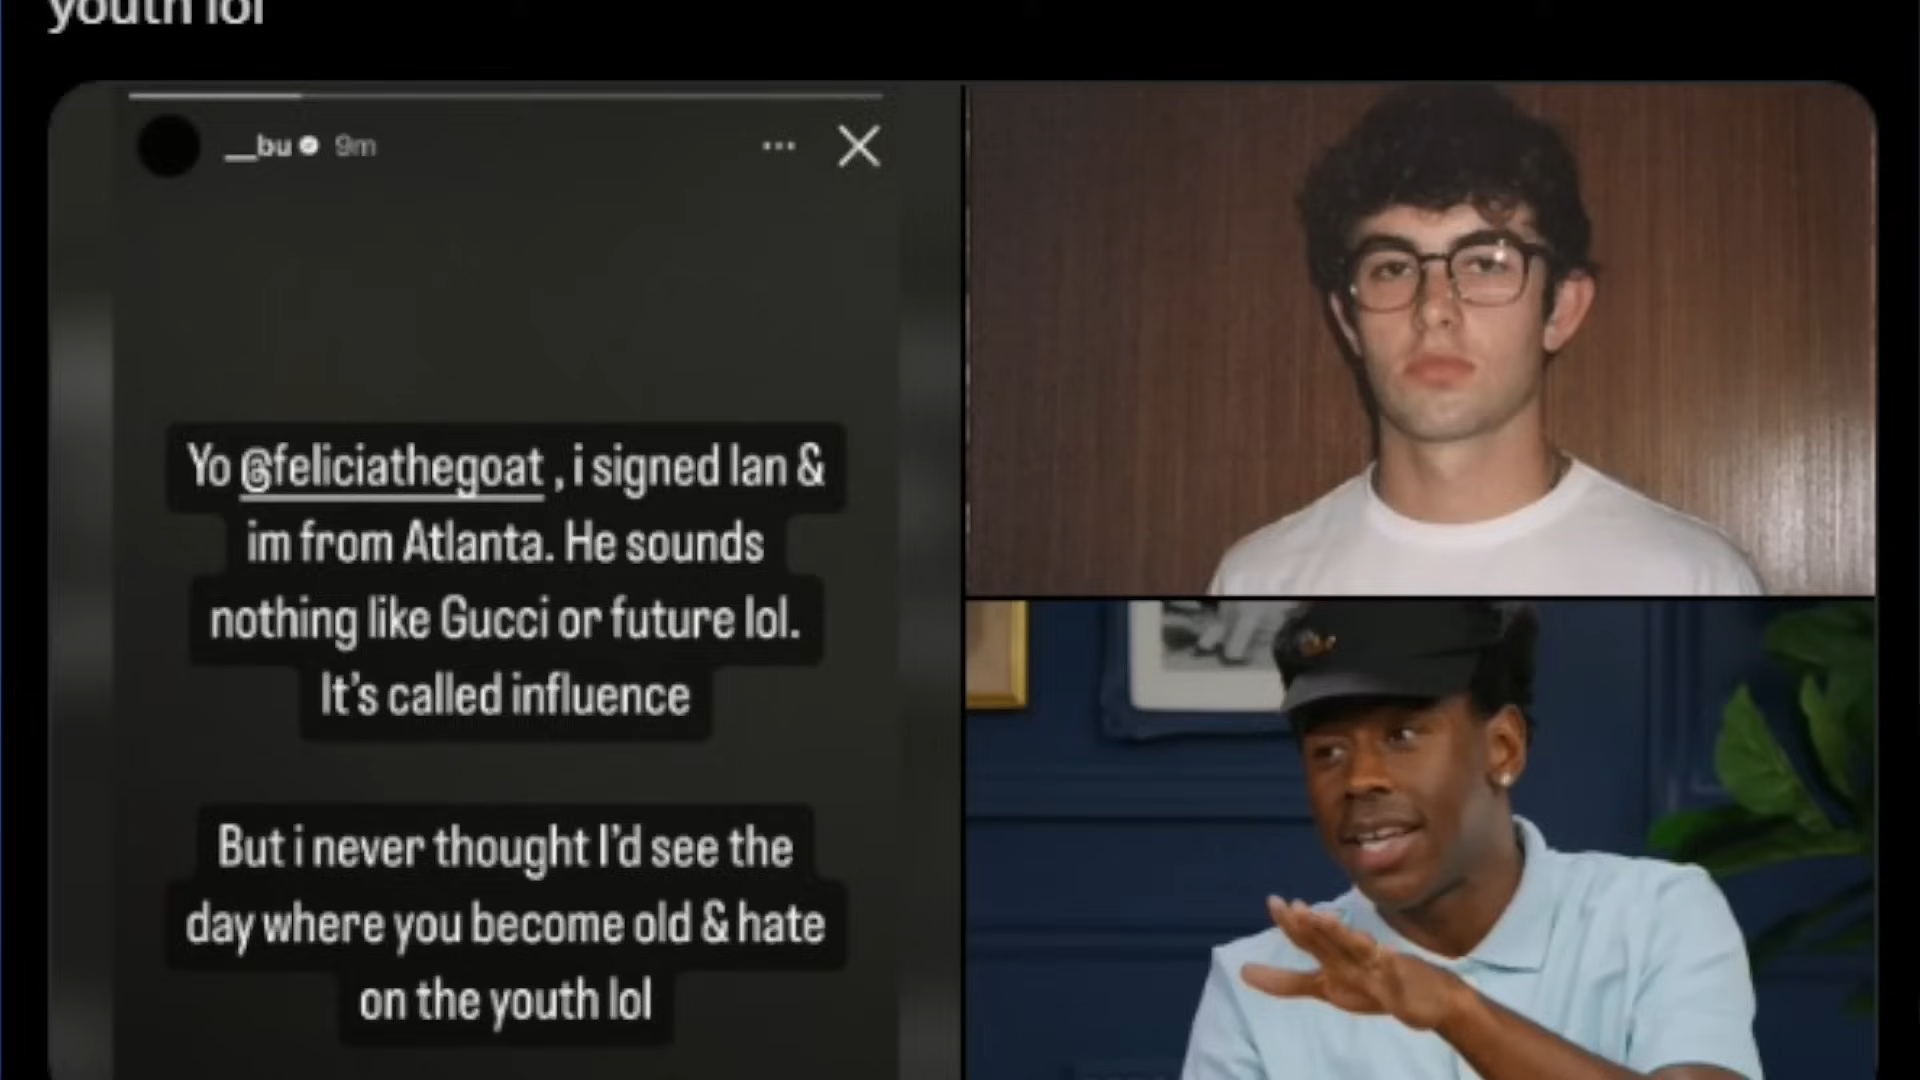 youth lol
__bu 9m
Yo @feliciathegoat , i signed Ian &
im from Atlanta. He sounds
nothing like Gucci or future lol.
It's called influence
But i never thought I'd see the
day where you become old & hate
on the youth lol